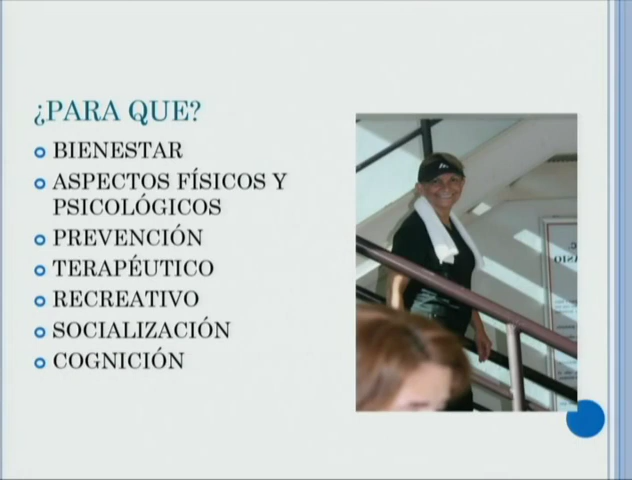 ¿PARA QUE?
BIENESTAR
ASPECTOS FÍSICOS Y
PSICOLÓGICOS
PREVENCIÓN
TERAPÉUTICO
RECREATIVO
SOCIALIZACIÓN
COGNICIÓN